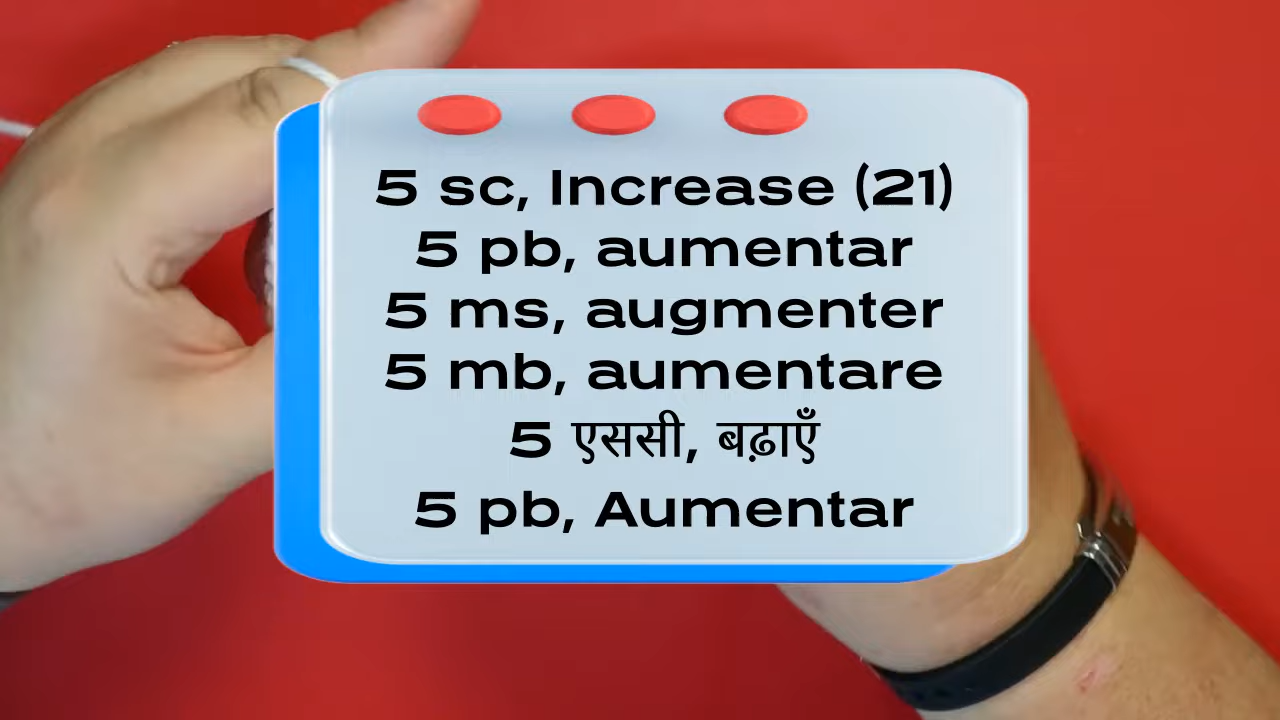 5 sc, Increase (21)
5 pb, aumentar
5 ms, augmenter
5 mb, aumentare
5 एससी, बढ़ाएँ
5 pb, Aumentar